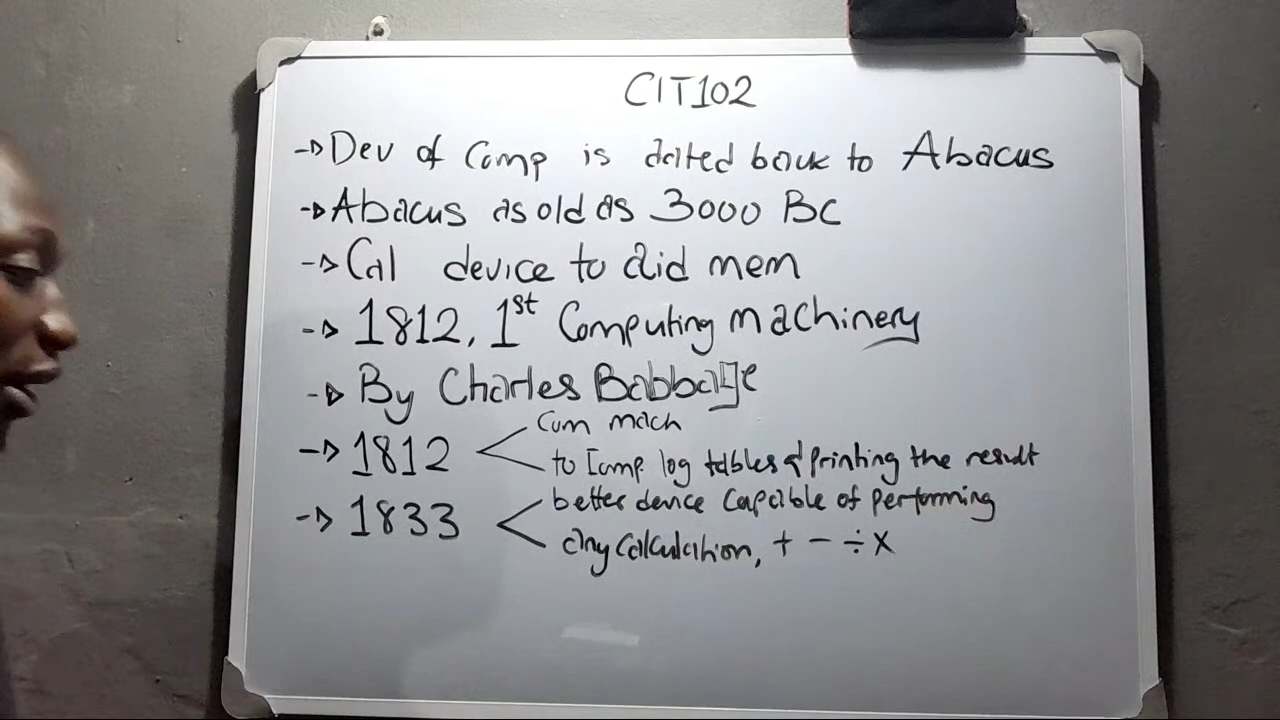 CIT102
→ Dev of Comp is dated back to Abacus
→ Abacus as old as 3000 BC
→ Cal device to aid mem
→ 1812, 1st Computing machinery
→ By Charles Babbage
→ 1812 < Com mach
to Comp log tables & printing the result
→ 1833 < better device capable of performing
any calculation, + - ÷ x